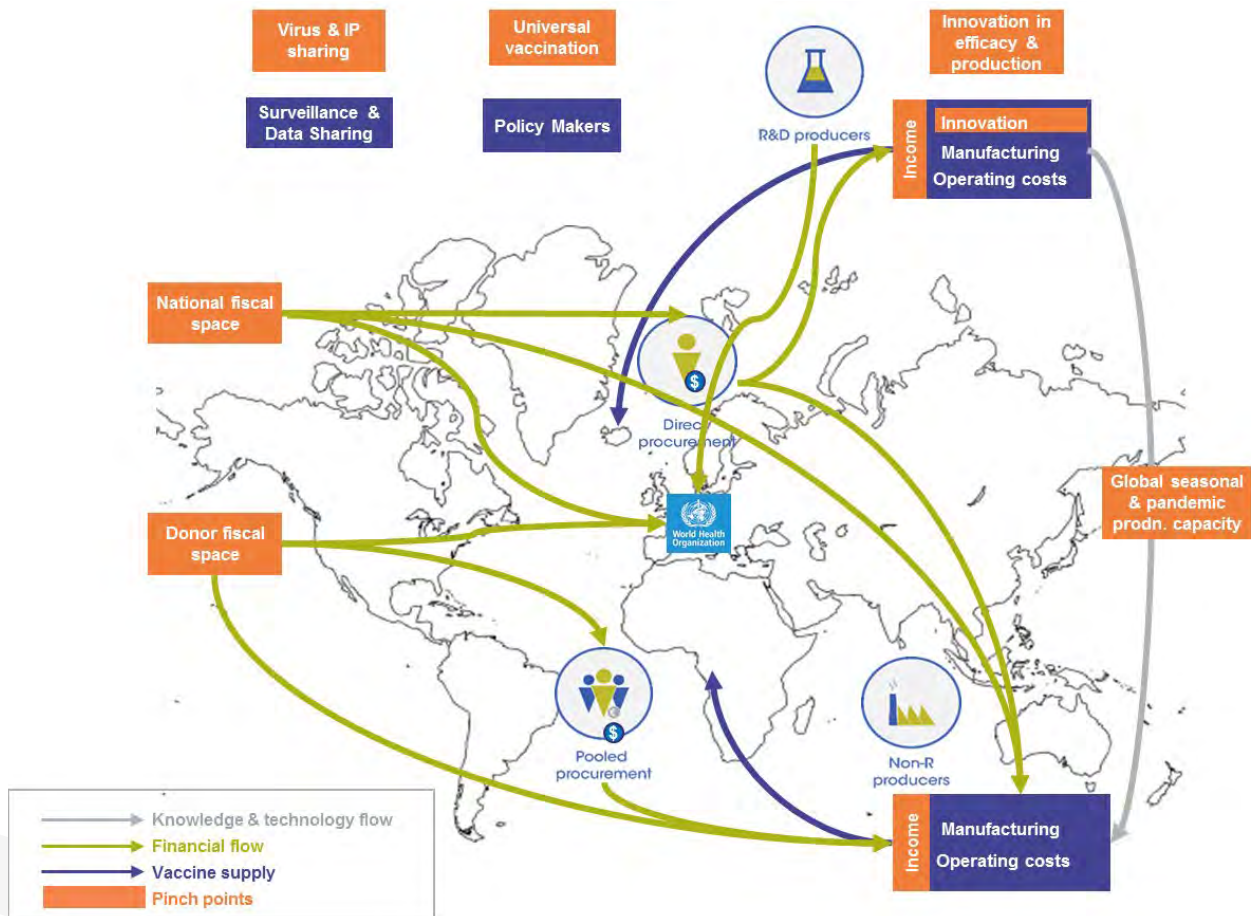 Virus & IP
sharing
Universal
vaccination
Innovation in
efficacy &
production
Surveillance &
Data Sharing
Policy Makers
R&D producers
Income
Innovation
Manufacturing
Operating costs
National fiscal
space
$
Direct
procurement
Global seasonal
& pandemic
prodn. capacity
World Health
Organization
Donor fiscal
space
$
Pooled
procurement
Non-R
producers
Income
Manufacturing
Operating costs
Knowledge & technology flow
Financial flow
Vaccine supply
Pinch points